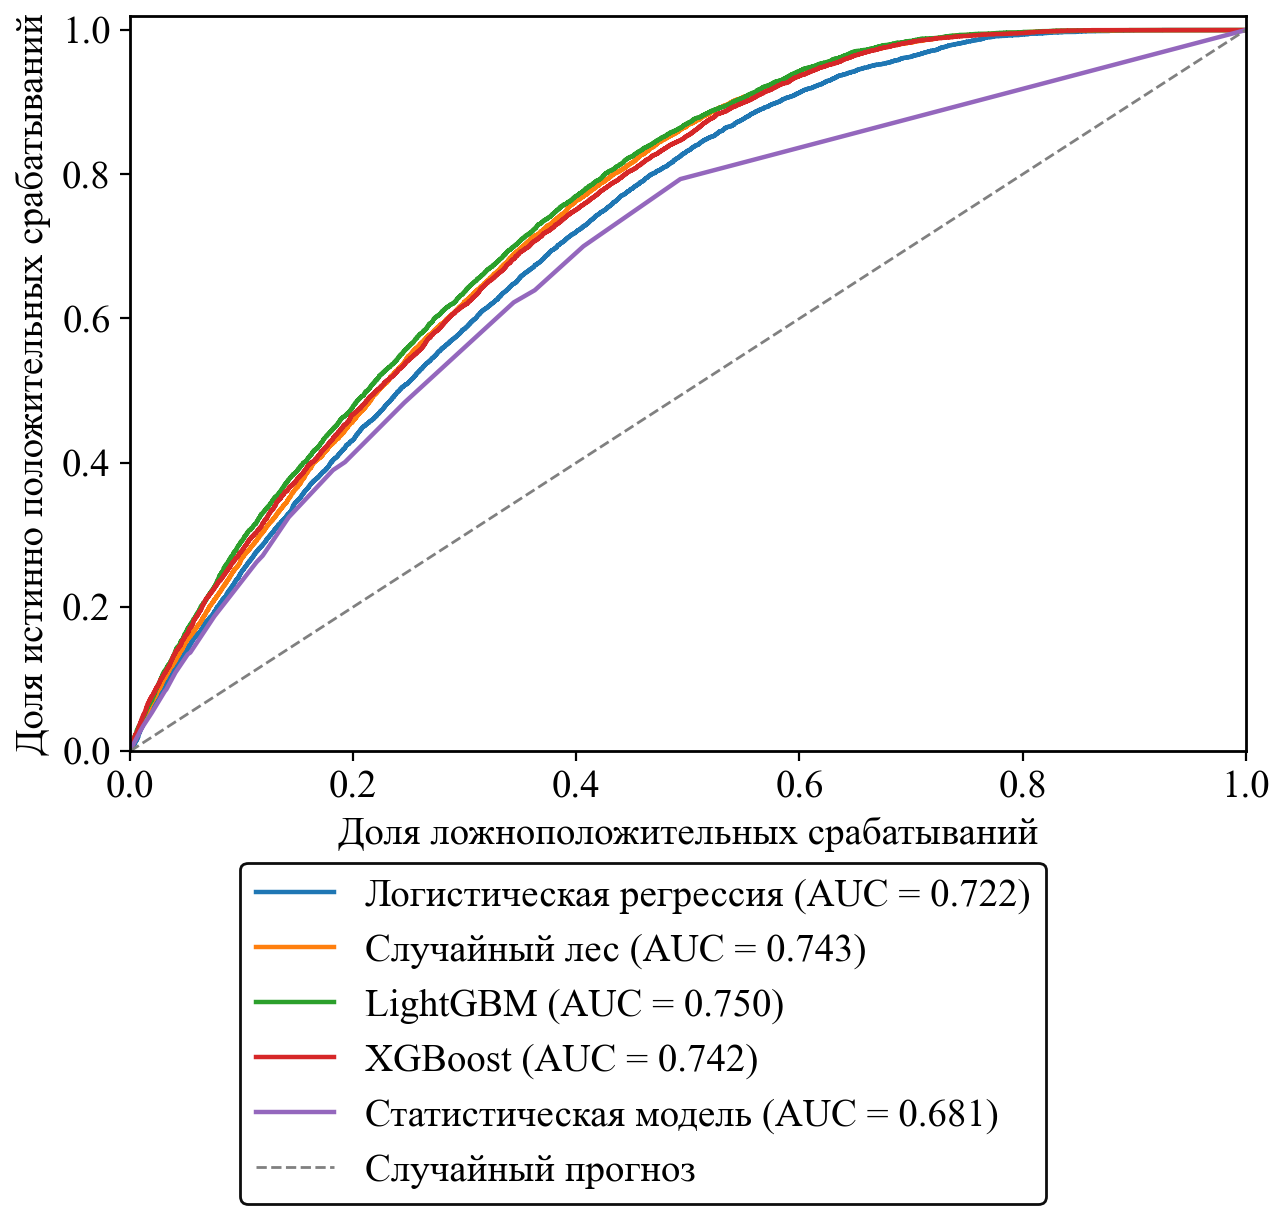 Доля истинно положительных срабатываний
1.0
0.8
0.6
0.4
0.2
0.0
0.0 0.2 0.4 0.6 0.8 1.0
Доля ложноположительных срабатываний
Логистическая регрессия (AUC = 0.722)
Случайный лес (AUC = 0.743)
LightGBM (AUC = 0.750)
XGBoost (AUC = 0.742)
Статистическая модель (AUC = 0.681)
Случайный прогноз